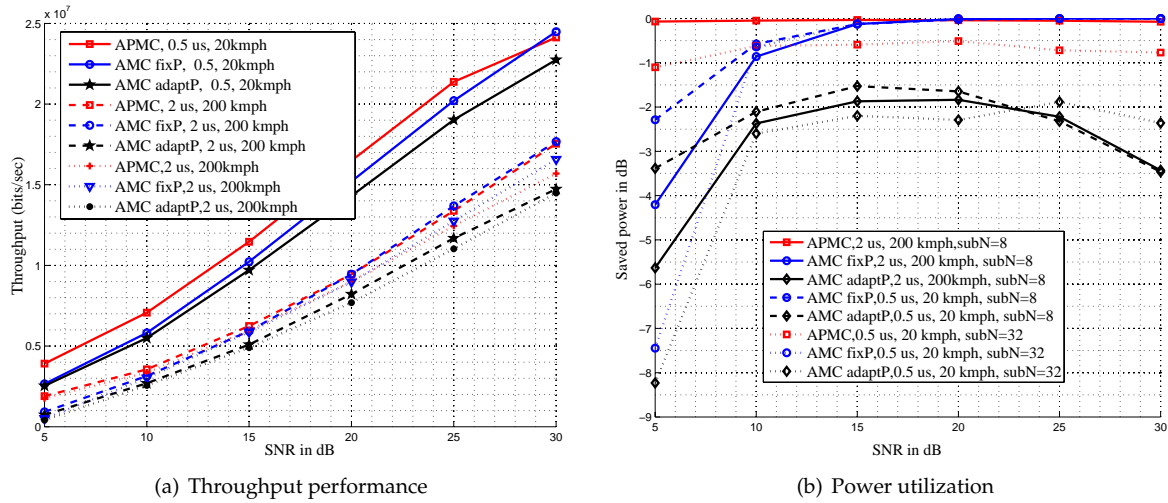 x 10^7
2.5
2
1.5
1
0.5
0
Throughput (bits/sec)
APMC, 0.5 us, 20kmph
AMC fixP, 0.5, 20kmph
AMC adaptP, 0.5, 20kmph
APMC, 2 us, 200 kmph
AMC fixP, 2 us, 200 kmph
AMC adaptP, 2 us, 200 kmph
APMC,2 us, 200kmph
AMC fixP,2 us, 200kmph
AMC adaptP,2 us, 200kmph
5 10 15 20 25 30
SNR in dB
(a) Throughput performance
0
−1
−2
−3
−4
−5
−6
−7
−8
−9
Saved power in dB
APMC,2 us, 200 kmph,subN=8
AMC fixP,2 us, 200 kmph, subN=8
AMC adaptP,2 us, 200kmph, subN=8
AMC fixP,0.5 us, 20 kmph, subN=8
AMC adaptP,0.5 us, 20 kmph, subN=8
APMC,0.5 us, 20 kmph, subN=32
AMC fixP,0.5 us, 20 kmph, subN=32
AMC adaptP,0.5 us, 20 kmph, subN=32
5 10 15 20 25 30
SNR in dB
(b) Power utilization